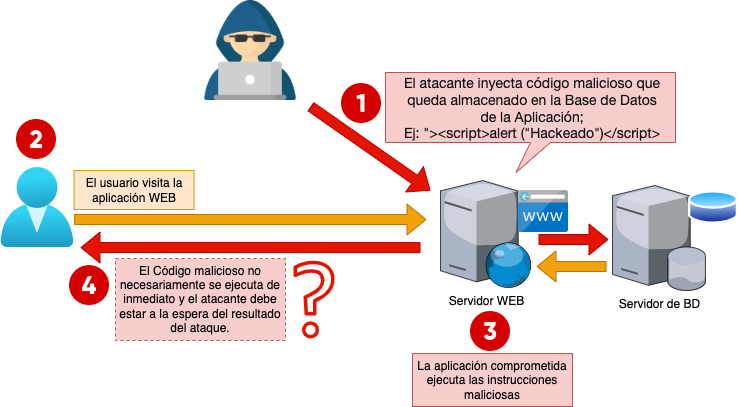 1
El atacante inyecta código malicioso que
queda almacenado en la Base de Datos
de la Aplicación;
Ej: "><script>alert ("Hackeado")</script>
2
El usuario visita la
aplicación WEB
www
4
El Código malicioso no
necesariamente se ejecuta de
inmediato y el atacante debe
estar a la espera del resultado
del ataque.
?
Servidor WEB
Servidor de BD
3
La aplicación comprometida
ejecuta las instrucciones
maliciosas